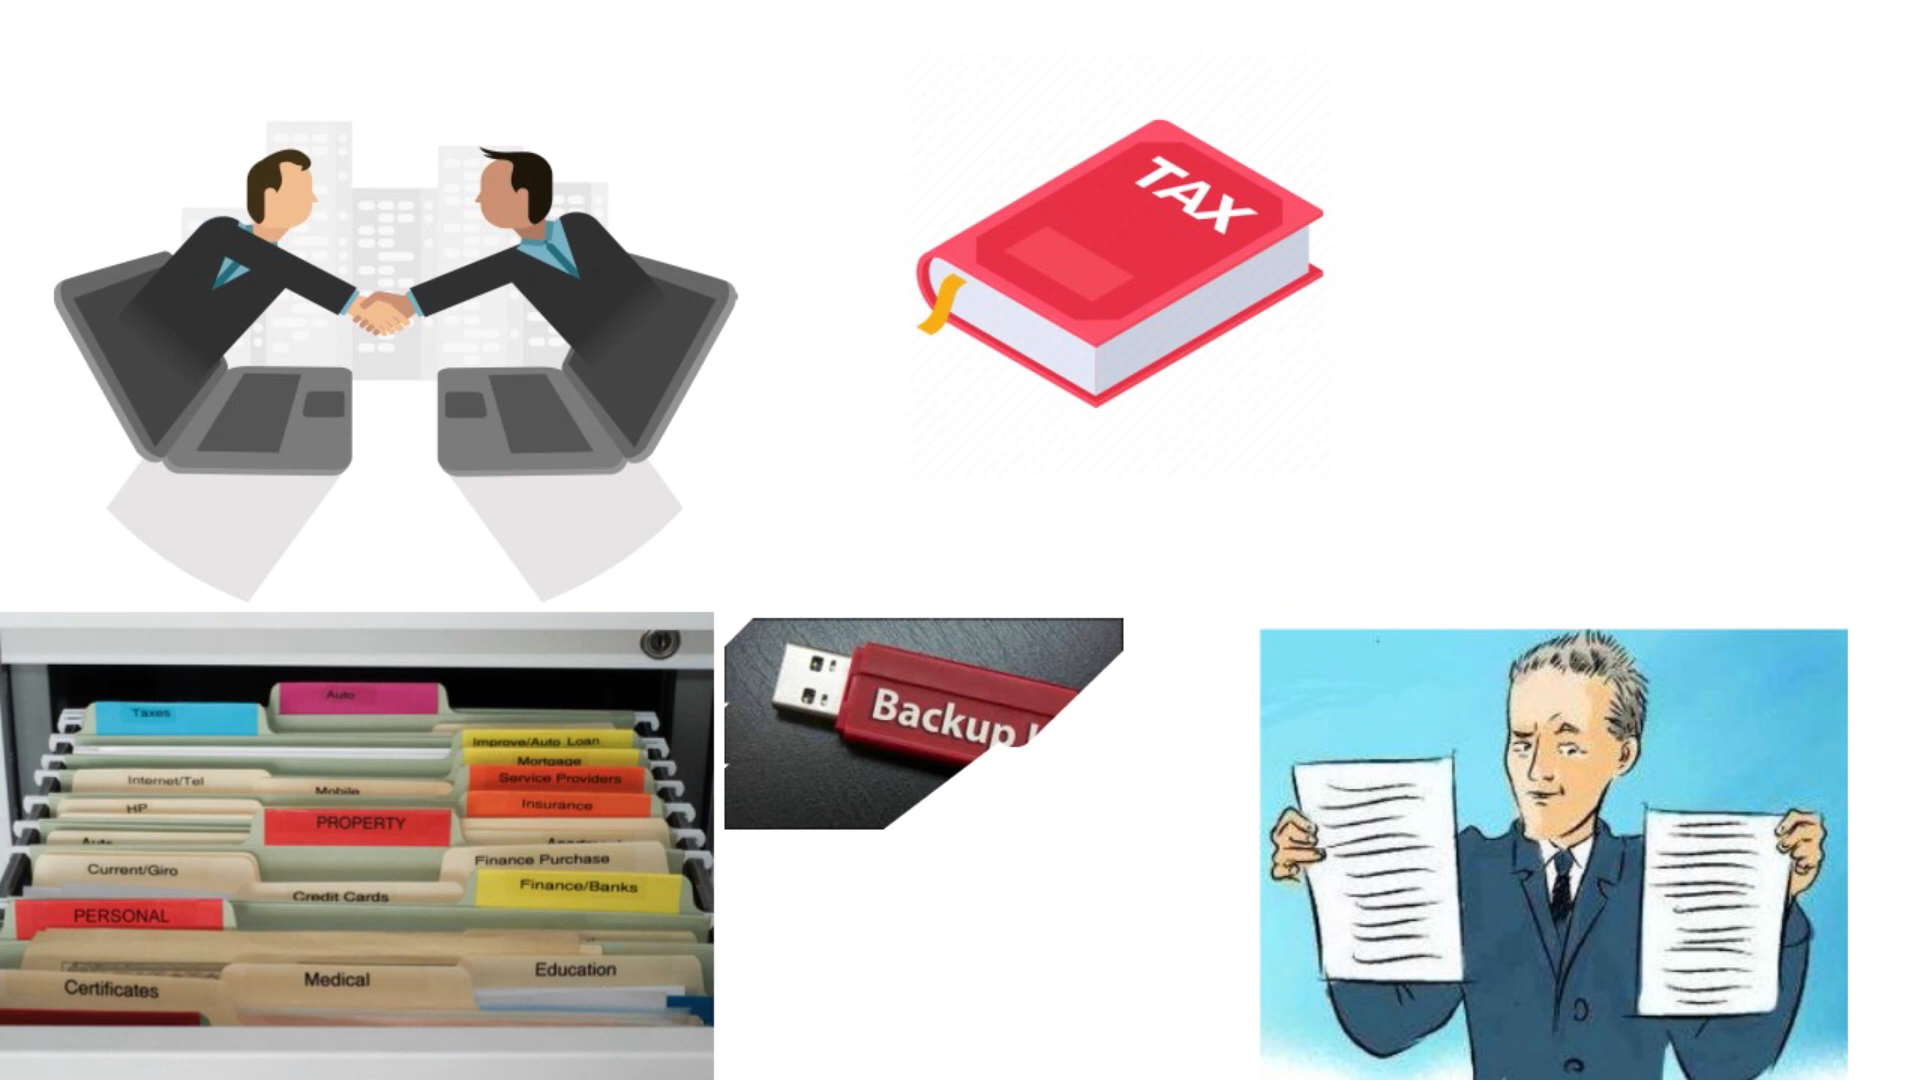 TAX
Auto
Taxes
Improve/Auto Loan
Mortgage
Internet/Tel
Service Providers
Mobile
HP
Insurance
PROPERTY
Auto
Current/Giro
Finance Purchase
Credit Cards
Finance/Banks
PERSONAL
Medical
Education
Certificates
Backup